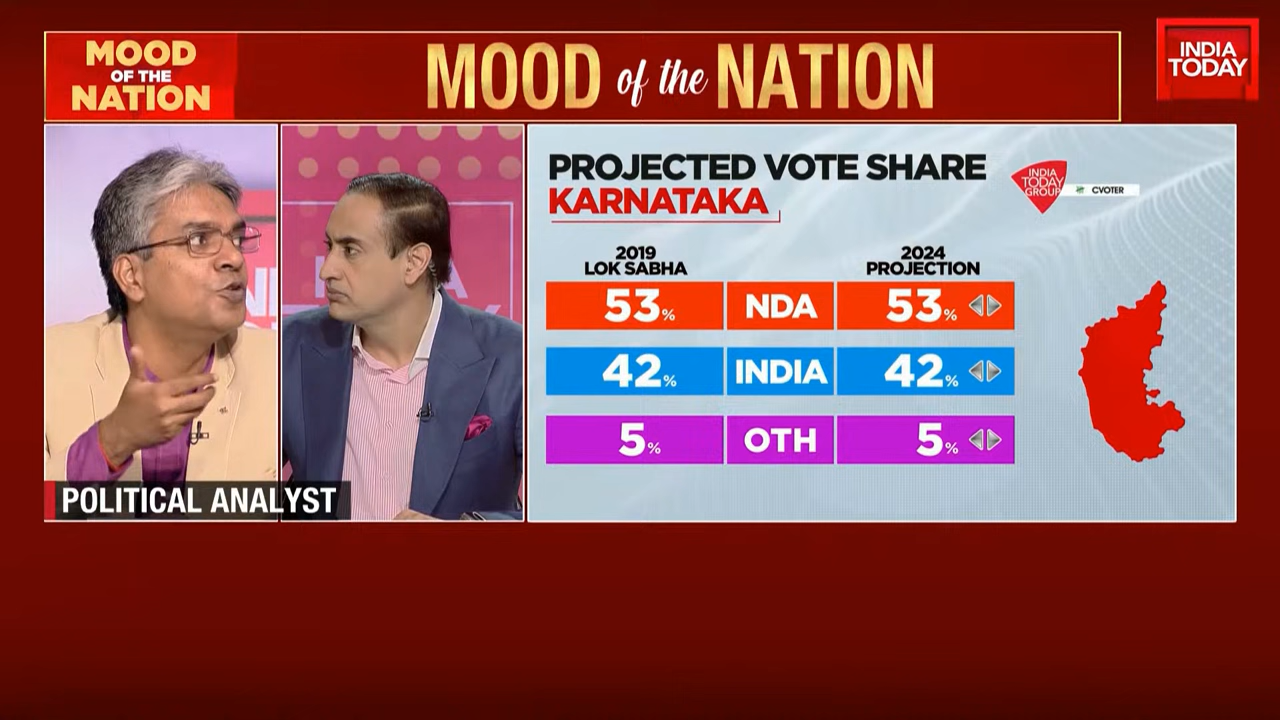 MOOD
OF THE
NATION
MOOD of the NATION
INDIA
TODAY
PROJECTED VOTE SHARE
KARNATAKA
INDIA
TODAY
GROUP
CVOTER
2019
LOK SABHA
2024
PROJECTION
53% NDA 53%
42% INDIA 42%
5% OTH 5%
POLITICAL ANALYST